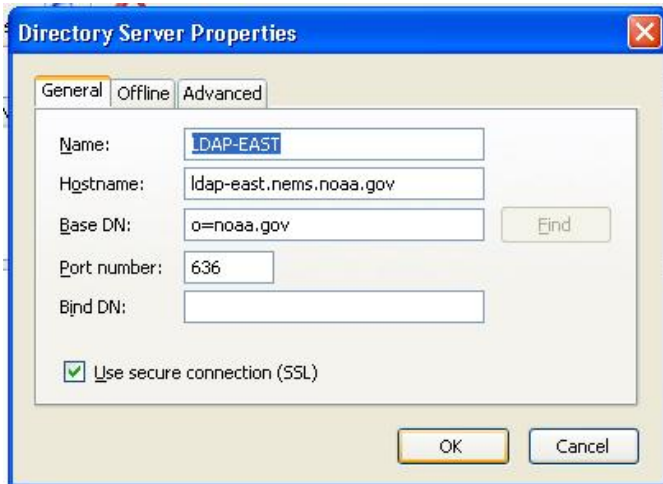 Directory Server Properties
General Offline Advanced
Name: LDAP-EAST
Hostname: ldap-east.nems.noaa.gov
Base DN: o=noaa.gov Find
Port number: 636
Bind DN:
Use secure connection (SSL)
OK Cancel